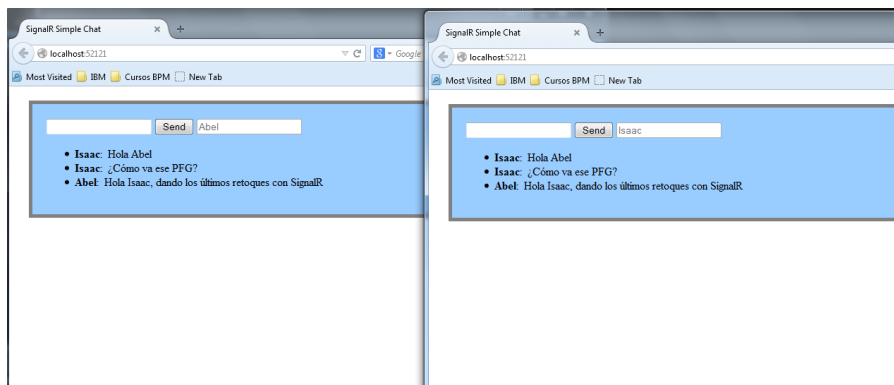 SignalR Simple Chat
localhost:52121
Google
Most Visited IBM Cursos BPM New Tab
Send Abel
Isaac: Hola Abel
Isaac: ¿Cómo va ese PFG?
Abel: Hola Isaac, dando los últimos retoques con SignalR
SignalR Simple Chat
localhost:52121
Most Visited IBM Cursos BPM New Tab
Send Isaac
Isaac: Hola Abel
Isaac: ¿Cómo va ese PFG?
Abel: Hola Isaac, dando los últimos retoques con SignalR